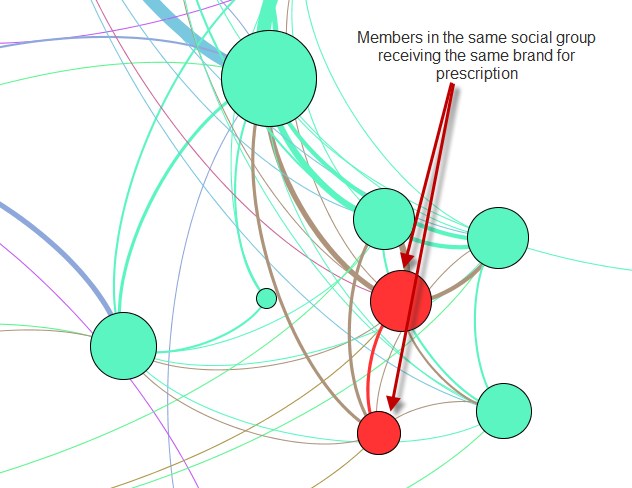 Members in the same social group
receiving the same brand for
prescription